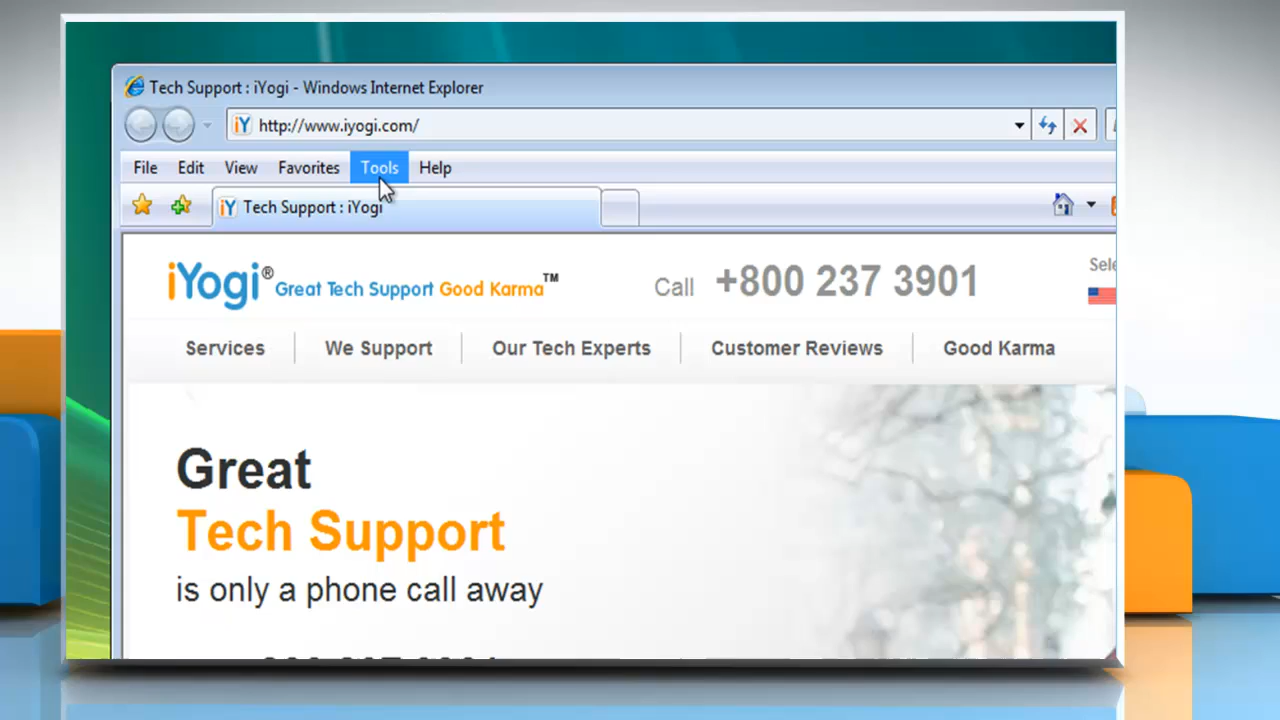 Tech Support : iYogi - Windows Internet Explorer
http://www.iyogi.com/
File Edit View Favorites Tools Help
Tech Support : iYogi
iYogi® Great Tech Support Good Karma™
Call +800 237 3901
Services We Support Our Tech Experts Customer Reviews Good Karma
Great
Tech Support
is only a phone call away